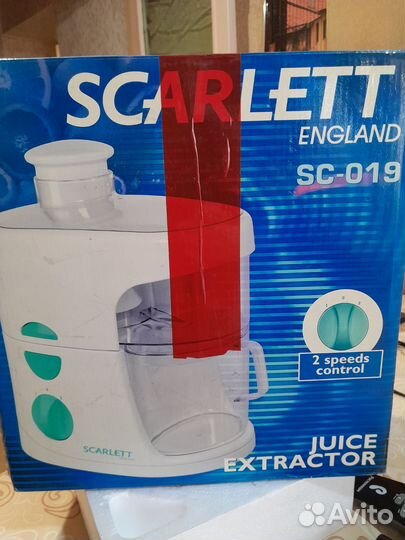 SCARLETT
ENGLAND
SC-019
2 speeds
control
SCARLETT
JUICE
EXTRACTOR
Avito